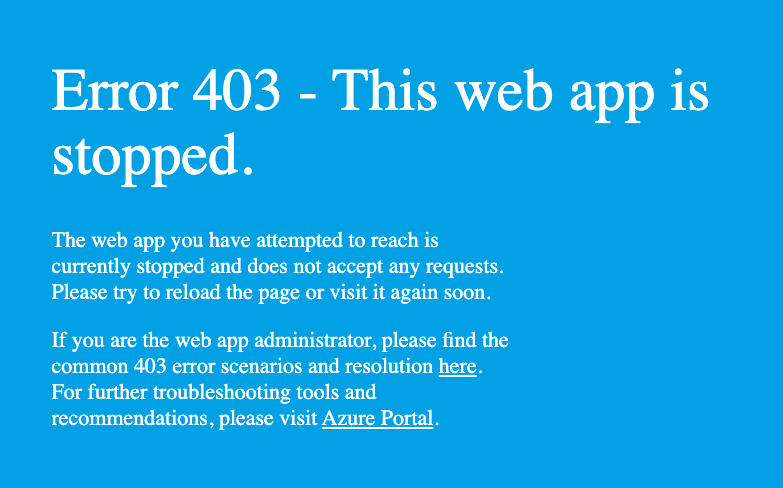 Error 403 - This web app is
stopped.
The web app you have attempted to reach is
currently stopped and does not accept any requests.
Please try to reload the page or visit it again soon.
If you are the web app administrator, please find the
common 403 error scenarios and resolution here.
For further troubleshooting tools and
recommendations, please visit Azure Portal.